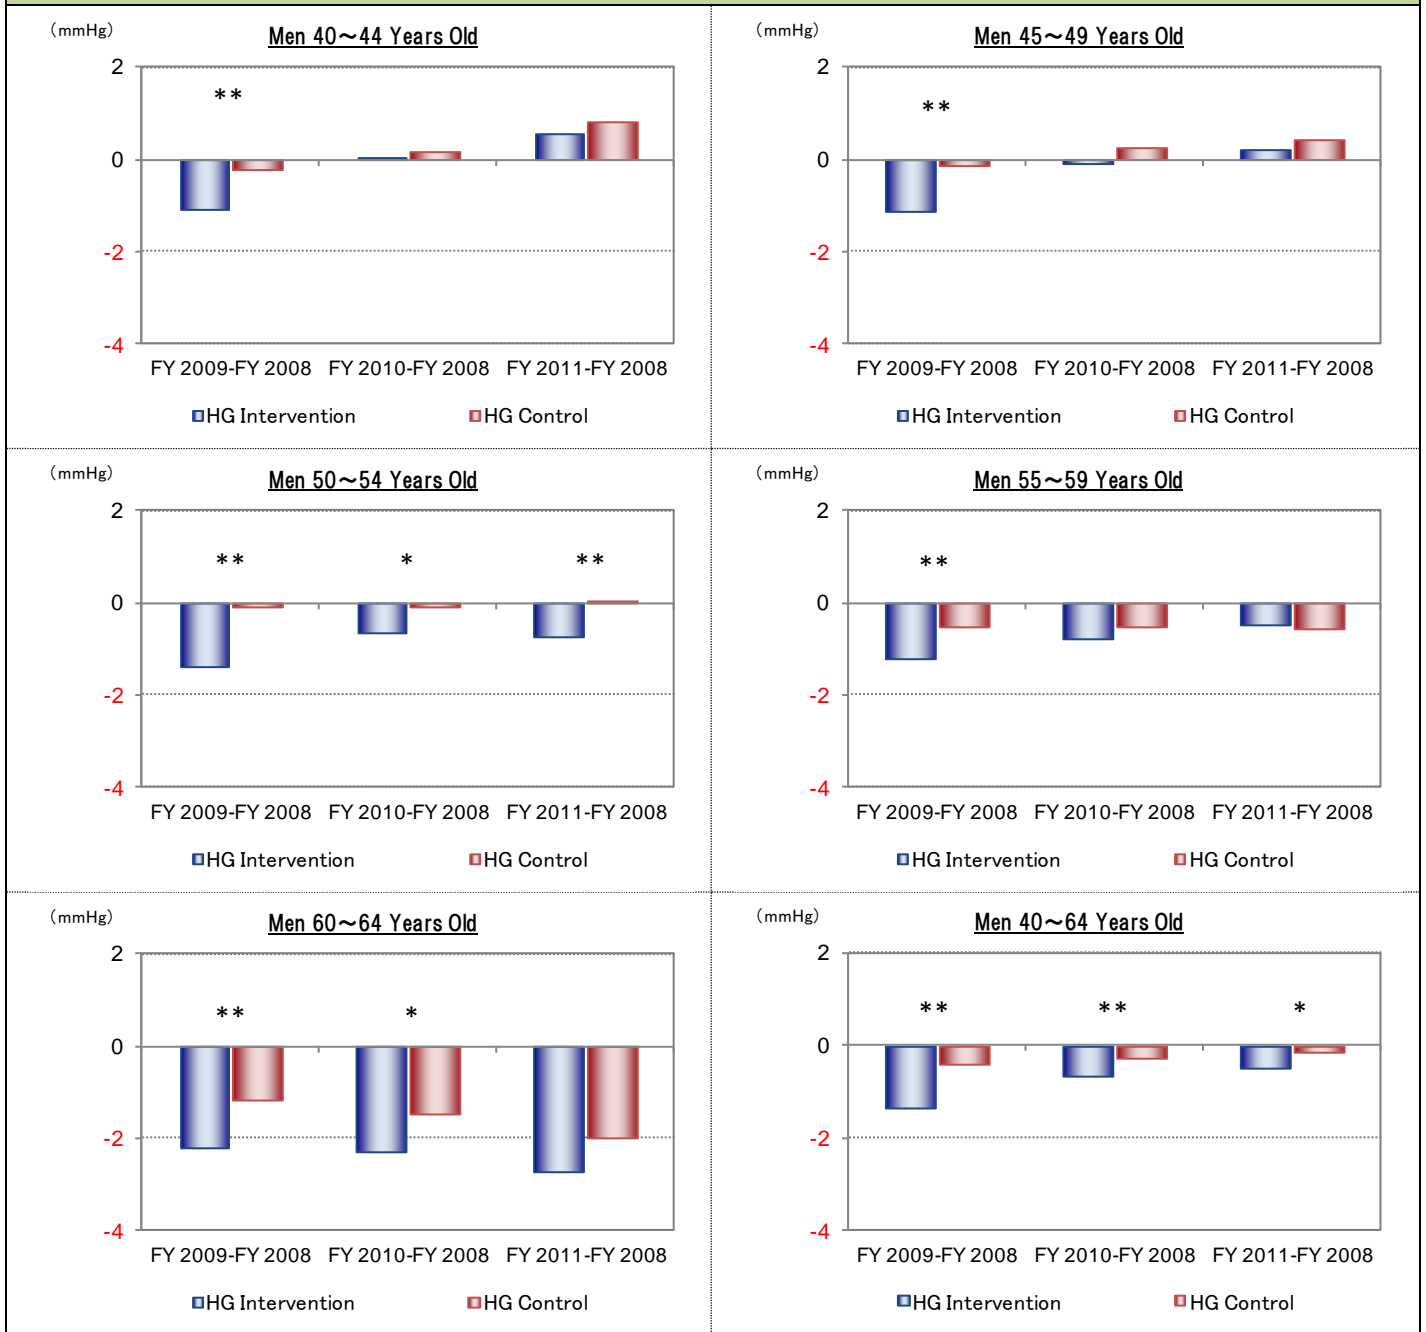 (mmHg)
Men 40～44 Years Old
2
**
0
-2
-4
FY 2009-FY 2008 FY 2010-FY 2008 FY 2011-FY 2008
HG Intervention HG Control
(mmHg)
Men 45～49 Years Old
2
**
0
-2
-4
FY 2009-FY 2008 FY 2010-FY 2008 FY 2011-FY 2008
HG Intervention HG Control
(mmHg)
Men 50～54 Years Old
2
** * **
0
-2
-4
FY 2009-FY 2008 FY 2010-FY 2008 FY 2011-FY 2008
HG Intervention HG Control
(mmHg)
Men 55～59 Years Old
2
**
0
-2
-4
FY 2009-FY 2008 FY 2010-FY 2008 FY 2011-FY 2008
HG Intervention HG Control
(mmHg)
Men 60～64 Years Old
2
** *
0
-2
-4
FY 2009-FY 2008 FY 2010-FY 2008 FY 2011-FY 2008
HG Intervention HG Control
(mmHg)
Men 40～64 Years Old
2
** ** *
0
-2
-4
FY 2009-FY 2008 FY 2010-FY 2008 FY 2011-FY 2008
HG Intervention HG Control